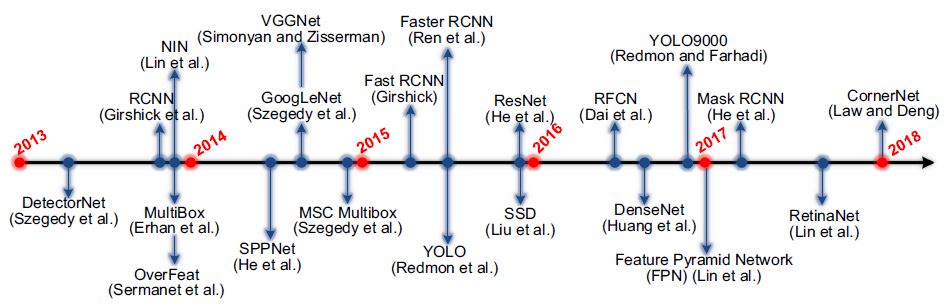 VGGNet
(Simonyan and Zisserman)
Faster RCNN
(Ren et al.)
NIN
(Lin et al.)
YOLO9000
(Redmon and Farhadi)
RCNN
(Girshick et al.)
GoogLeNet
(Szegedy et al.)
Fast RCNN
(Girshick)
ResNet
(He et al.)
RFCN
(Dai et al.)
Mask RCNN
(He et al.)
CornerNet
(Law and Deng)
2013
2014
2015
2016
2017
2018
DetectorNet
(Szegedy et al.)
MultiBox
(Erhan et al.)
OverFeat
(Sermanet et al.)
SPPNet
(He et al.)
MSC Multibox
(Szegedy et al.)
YOLO
(Redmon et al.)
SSD
(Liu et al.)
DenseNet
(Huang et al.)
Feature Pyramid Network
(FPN) (Lin et al.)
RetinaNet
(Lin et al.)